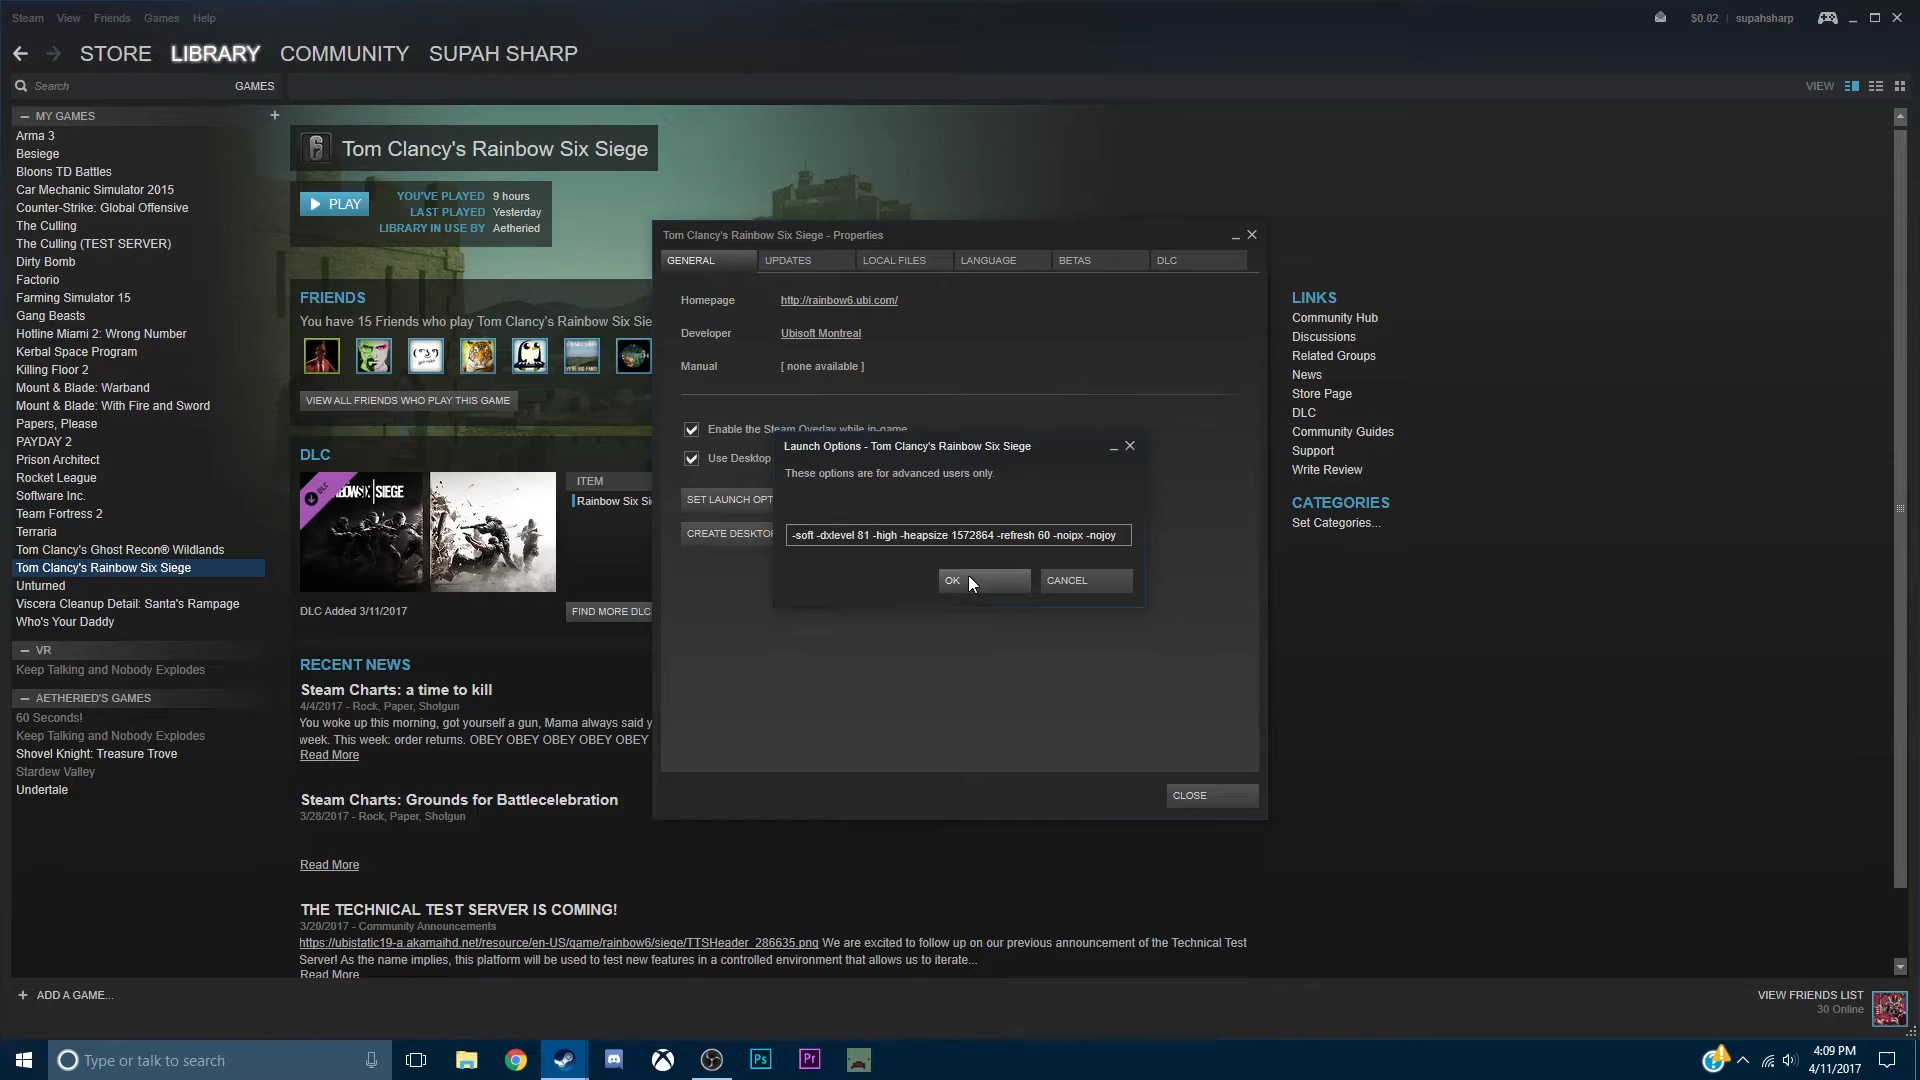 Steam View Friends Games Help
$0.02 | supahsharp
STORE LIBRARY COMMUNITY SUPAH SHARP
Search GAMES
VIEW
— MY GAMES +
Arma 3
Besiege
Bloons TD Battles
Car Mechanic Simulator 2015
Counter-Strike: Global Offensive
The Culling
The Culling (TEST SERVER)
Dirty Bomb
Factorio
Farming Simulator 15
Gang Beasts
Hotline Miami 2: Wrong Number
Kerbal Space Program
Killing Floor 2
Mount & Blade: Warband
Mount & Blade: With Fire and Sword
Papers, Please
PAYDAY 2
Prison Architect
Rocket League
Software Inc.
Team Fortress 2
Terraria
Tom Clancy's Ghost Recon® Wildlands
Tom Clancy's Rainbow Six Siege
Unturned
Viscera Cleanup Detail: Santa's Rampage
Who's Your Daddy
— VR
Keep Talking and Nobody Explodes
— AETHERIED'S GAMES
60 Seconds!
Keep Talking and Nobody Explodes
Shovel Knight: Treasure Trove
Stardew Valley
Undertale
+ ADD A GAME...
6 Tom Clancy's Rainbow Six Siege
PLAY
YOU'VE PLAYED 9 hours
LAST PLAYED Yesterday
LIBRARY IN USE BY Aetheried
FRIENDS
You have 15 Friends who play Tom Clancy's Rainbow Six Sie
VIEW ALL FRIENDS WHO PLAY THIS GAME
DLC
DLC
SIEGE
ITEM
Rainbow Six Si
DLC Added 3/11/2017
FIND MORE DLC
RECENT NEWS
Steam Charts: a time to kill
4/4/2017 - Rock, Paper, Shotgun
You woke up this morning, got yourself a gun, Mama always said y
week. This week: order returns. OBEY OBEY OBEY OBEY OBEY
Read More
Steam Charts: Grounds for Battlecelebration
3/28/2017 - Rock, Paper, Shotgun
Read More
THE TECHNICAL TEST SERVER IS COMING!
3/20/2017 - Community Announcements
https://ubistatic19-a.akamaihd.net/resource/en-US/game/rainbow6/siege/TTSHeader_286635.png We are excited to follow up on our previous announcement of the Technical Test
Server! As the name implies, this platform will be used to test new features in a controlled environment that allows us to iterate...
Read More
Tom Clancy's Rainbow Six Siege - Properties
GENERAL UPDATES LOCAL FILES LANGUAGE BETAS DLC
Homepage http://rainbow6.ubi.com/
Developer Ubisoft Montreal
Manual [ none available ]
Enable the Steam Overlay while in-game
Use Desktop
SET LAUNCH OPT
CREATE DESKTOP
Launch Options - Tom Clancy's Rainbow Six Siege
These options are for advanced users only.
-soft -dxlevel 81 -high -heapsize 1572864 -refresh 60 -noipx -nojoy
OK CANCEL
CLOSE
LINKS
Community Hub
Discussions
Related Groups
News
Store Page
DLC
Community Guides
Support
Write Review
CATEGORIES
Set Categories...
VIEW FRIENDS LIST
30 Online
Type or talk to search
Ps
Pr
4:09 PM
4/11/2017